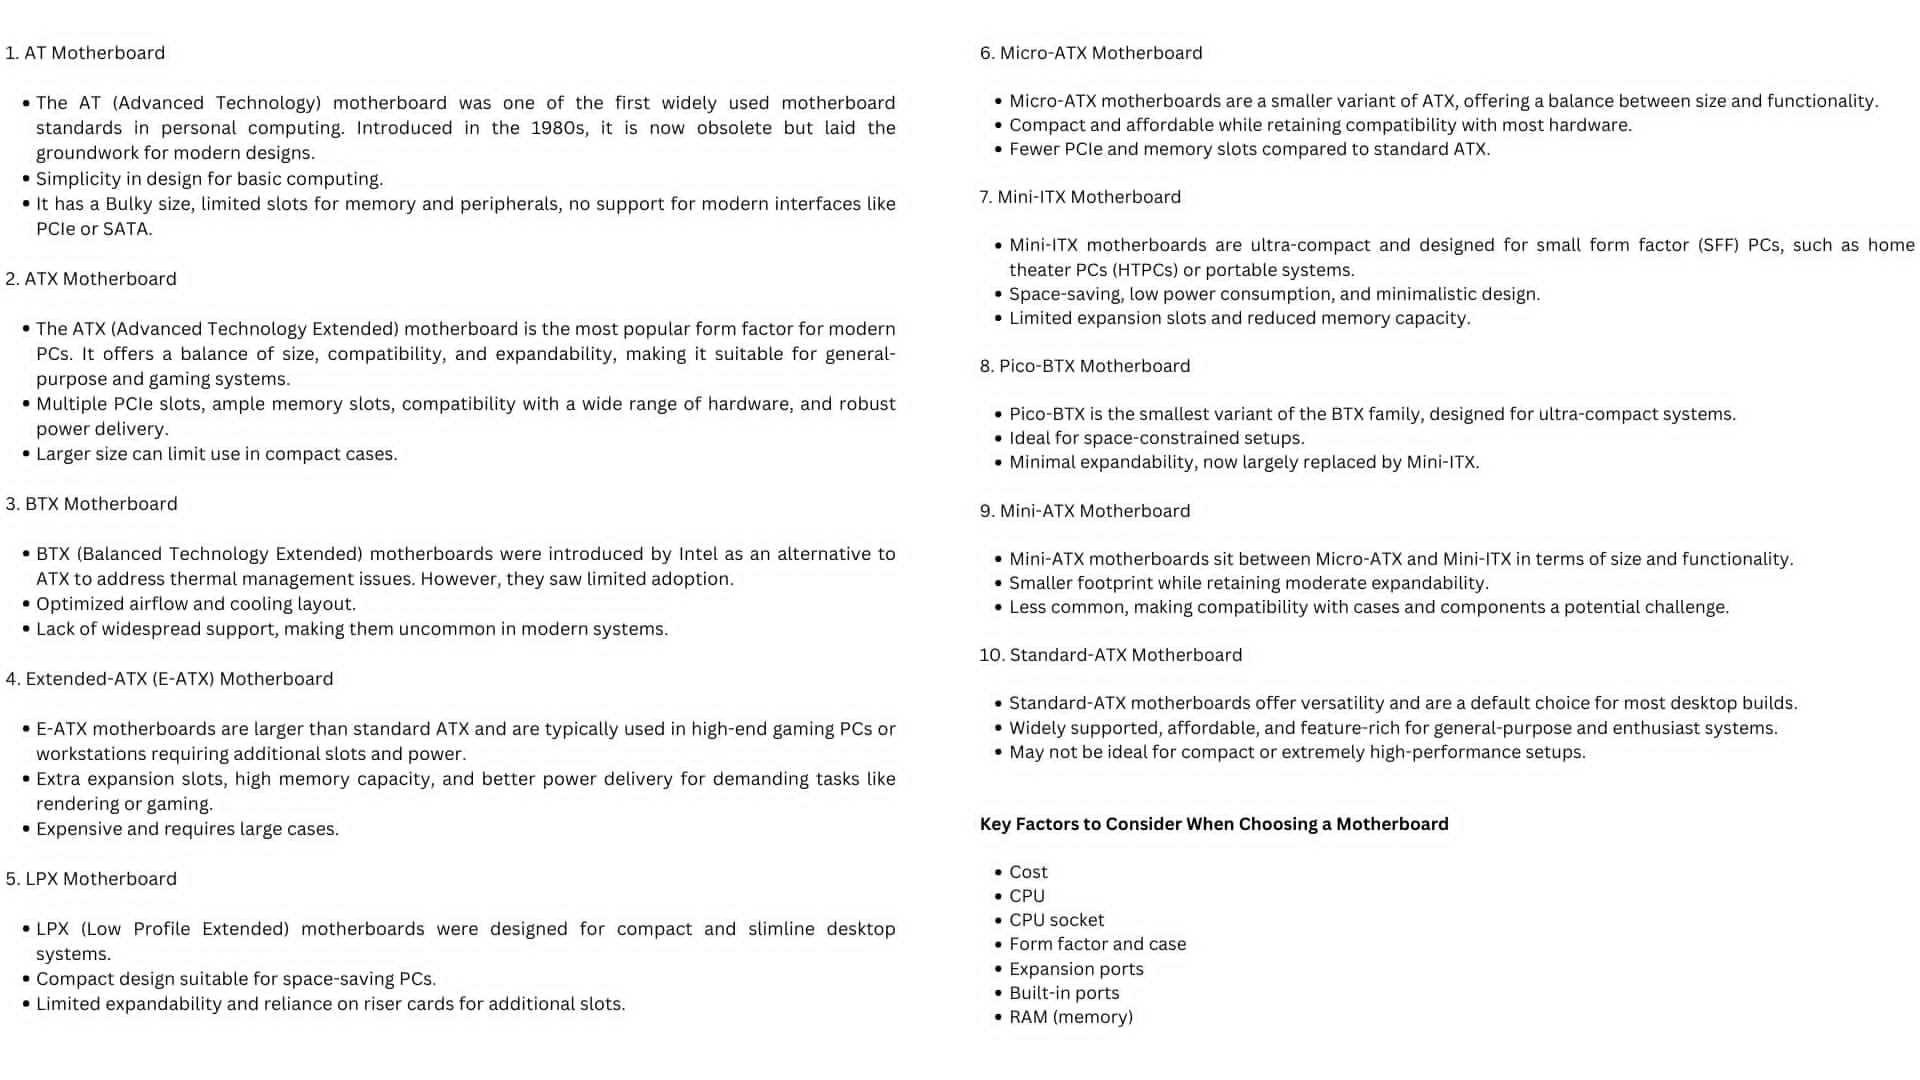 1. AT Motherboard
• The AT (Advanced Technology) motherboard was one of the first widely used motherboard
standards in personal computing. Introduced in the 1980s, it is now obsolete but laid the
groundwork for modern designs.
• Simplicity in design for basic computing.
• It has a Bulky size, limited slots for memory and peripherals, no support for modern interfaces like
PCIe or SATA.
2. ATX Motherboard
• The ATX (Advanced Technology Extended) motherboard is the most popular form factor for modern
PCs. It offers a balance of size, compatibility, and expandability, making it suitable for general-
purpose and gaming systems.
• Multiple PCIe slots, ample memory slots, compatibility with a wide range of hardware, and robust
power delivery.
• Larger size can limit use in compact cases.
3. BTX Motherboard
• BTX (Balanced Technology Extended) motherboards were introduced by Intel as an alternative to
ATX to address thermal management issues. However, they saw limited adoption.
• Optimized airflow and cooling layout.
• Lack of widespread support, making them uncommon in modern systems.
4. Extended-ATX (E-ATX) Motherboard
• E-ATX motherboards are larger than standard ATX and are typically used in high-end gaming PCs or
workstations requiring additional slots and power.
• Extra expansion slots, high memory capacity, and better power delivery for demanding tasks like
rendering or gaming.
• Expensive and requires large cases.
5. LPX Motherboard
• LPX (Low Profile Extended) motherboards were designed for compact and slimline desktop
systems.
• Compact design suitable for space-saving PCs.
• Limited expandability and reliance on riser cards for additional slots.
6. Micro-ATX Motherboard
• Micro-ATX motherboards are a smaller variant of ATX, offering a balance between size and functionality.
• Compact and affordable while retaining compatibility with most hardware.
• Fewer PCIe and memory slots compared to standard ATX.
7. Mini-ITX Motherboard
• Mini-ITX motherboards are ultra-compact and designed for small form factor (SFF) PCs, such as home
theater PCs (HTPCs) or portable systems.
• Space-saving, low power consumption, and minimalistic design.
• Limited expansion slots and reduced memory capacity.
8. Pico-BTX Motherboard
• Pico-BTX is the smallest variant of the BTX family, designed for ultra-compact systems.
• Ideal for space-constrained setups.
• Minimal expandability, now largely replaced by Mini-ITX.
9. Mini-ATX Motherboard
• Mini-ATX motherboards sit between Micro-ATX and Mini-ITX in terms of size and functionality.
• Smaller footprint while retaining moderate expandability.
• Less common, making compatibility with cases and components a potential challenge.
10. Standard-ATX Motherboard
• Standard-ATX motherboards offer versatility and are a default choice for most desktop builds.
• Widely supported, affordable, and feature-rich for general-purpose and enthusiast systems.
• May not be ideal for compact or extremely high-performance setups.
Key Factors to Consider When Choosing a Motherboard
• Cost
• CPU
• CPU socket
• Form factor and case
• Expansion ports
• Built-in ports
• RAM (memory)